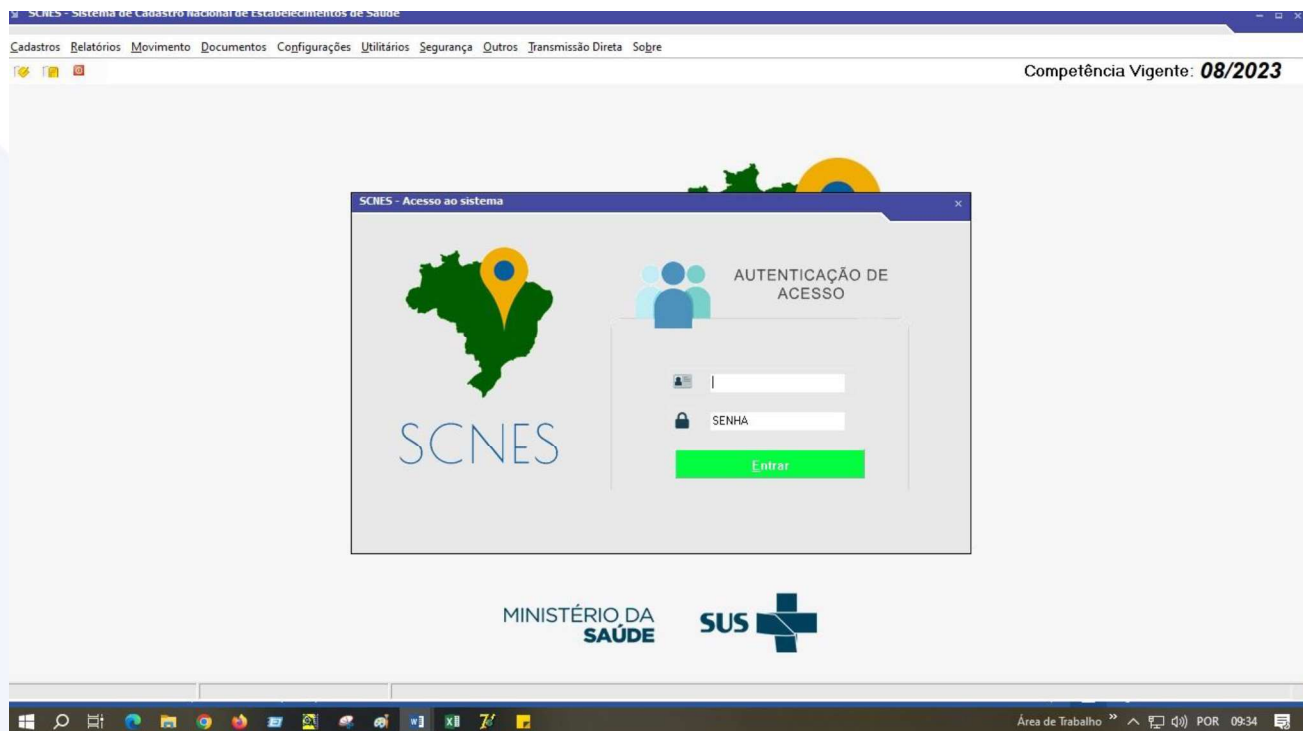 SCNES - Sistema de Cadastro Nacional de Estabelecimentos de Saúde
Cadastros Relatórios Movimento Documentos Configurações Utilitários Segurança Outros Transmissão Direta Sobre
Competência Vigente: 08/2023
SCNES - Acesso ao sistema
AUTENTICAÇÃO DE
ACESSO
SENHA
Entrar
SCNES
MINISTÉRIO DA
SAÚDE
SUS
Área de Trabalho » POR 09:34